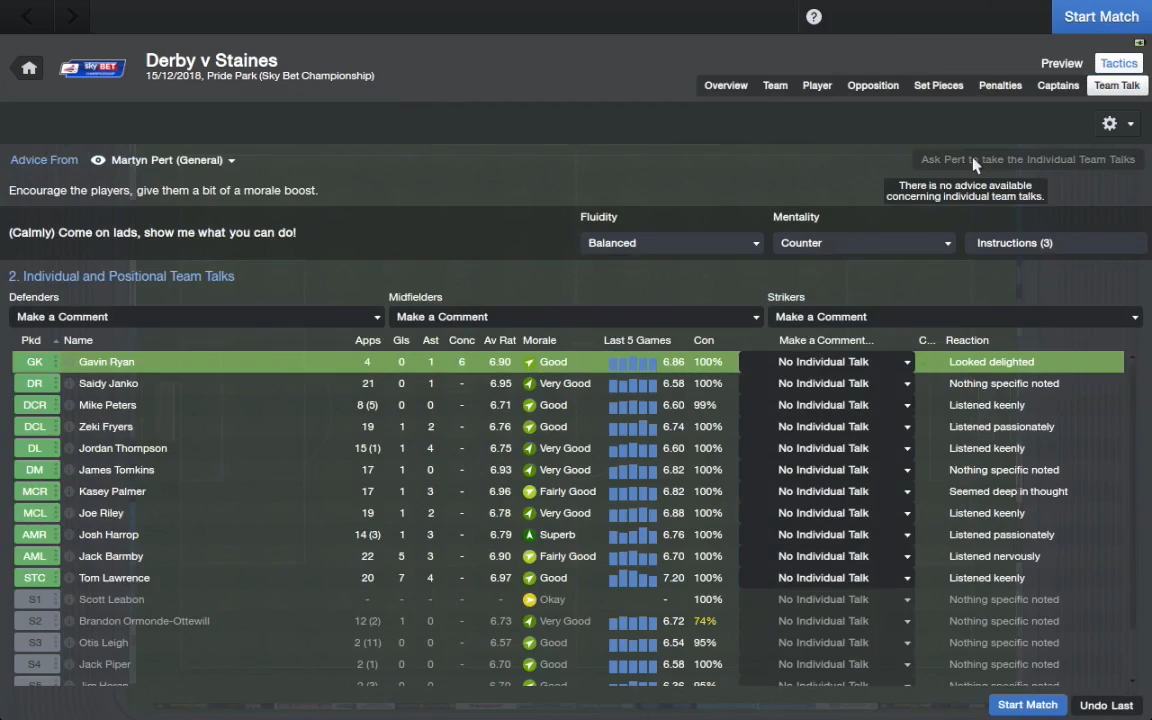 Start Match
sky BET
Derby v Staines
15/12/2018, Pride Park (Sky Bet Championship)
Preview Tactics
Overview Team Player Opposition Set Pieces Penalties Captains Team Talk
Advice From Martyn Pert (General)
Ask Pert to take the Individual Team Talks
Encourage the players, give them a bit of a morale boost.
There is no advice available
concerning individual team talks.
(Calmly) Come on lads, show me what you can do!
Fluidity Mentality
Balanced Counter Instructions (3)
2. Individual and Positional Team Talks
Defenders Midfielders Strikers
Make a Comment Make a Comment Make a Comment
Pkd Name Apps Gls Ast Conc Av Rat Morale Last 5 Games Con Make a Comment... C... Reaction
GK Gavin Ryan 4 0 1 6 6.90 Good 6.86 100% No Individual Talk Looked delighted
DR Saidy Janko 21 0 1 - 6.95 Very Good 6.58 100% No Individual Talk Nothing specific noted
DCR Mike Peters 8 (5) 0 0 - 6.71 Good 6.60 99% No Individual Talk Listened keenly
DCL Zeki Fryers 19 1 2 - 6.76 Good 6.74 100% No Individual Talk Listened passionately
DL Jordan Thompson 15 (1) 1 4 - 6.75 Very Good 6.60 100% No Individual Talk Listened keenly
DM James Tomkins 17 1 0 - 6.93 Very Good 6.82 100% No Individual Talk Nothing specific noted
MCR Kasey Palmer 17 1 3 - 6.96 Fairly Good 6.82 100% No Individual Talk Seemed deep in thought
MCL Joe Riley 19 1 2 - 6.78 Very Good 6.88 100% No Individual Talk Listened keenly
AMR Josh Harrop 14 (3) 1 3 - 6.79 Superb 6.76 100% No Individual Talk Listened passionately
AML Jack Barmby 22 5 3 - 6.90 Fairly Good 6.70 100% No Individual Talk Listened nervously
STC Tom Lawrence 20 7 4 - 6.97 Good 7.20 100% No Individual Talk Listened keenly
S1 Scott Leabon - - - - - Okay - 100% No Individual Talk Nothing specific noted
S2 Brandon Ormonde-Ottewill 12 (2) 1 0 - 6.73 Very Good 6.72 74% No Individual Talk Nothing specific noted
S3 Otis Leigh 2 (11) 0 0 - 6.57 Good 6.54 95% No Individual Talk Nothing specific noted
S4 Jack Piper 2 (1) 0 0 - 6.70 Good 6.58 100% No Individual Talk Nothing specific noted
Start Match Undo Last